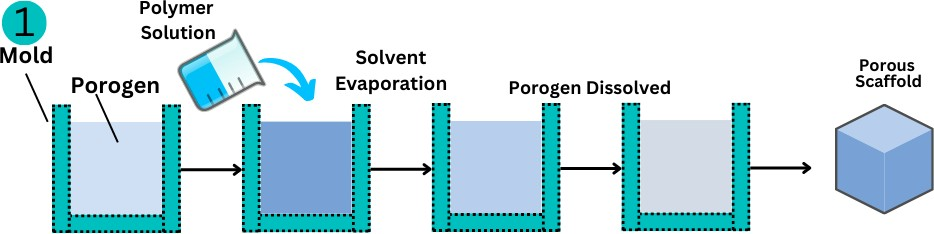 1
Mold
Porogen
Polymer
Solution
Solvent
Evaporation
Porogen Dissolved
Porous
Scaffold